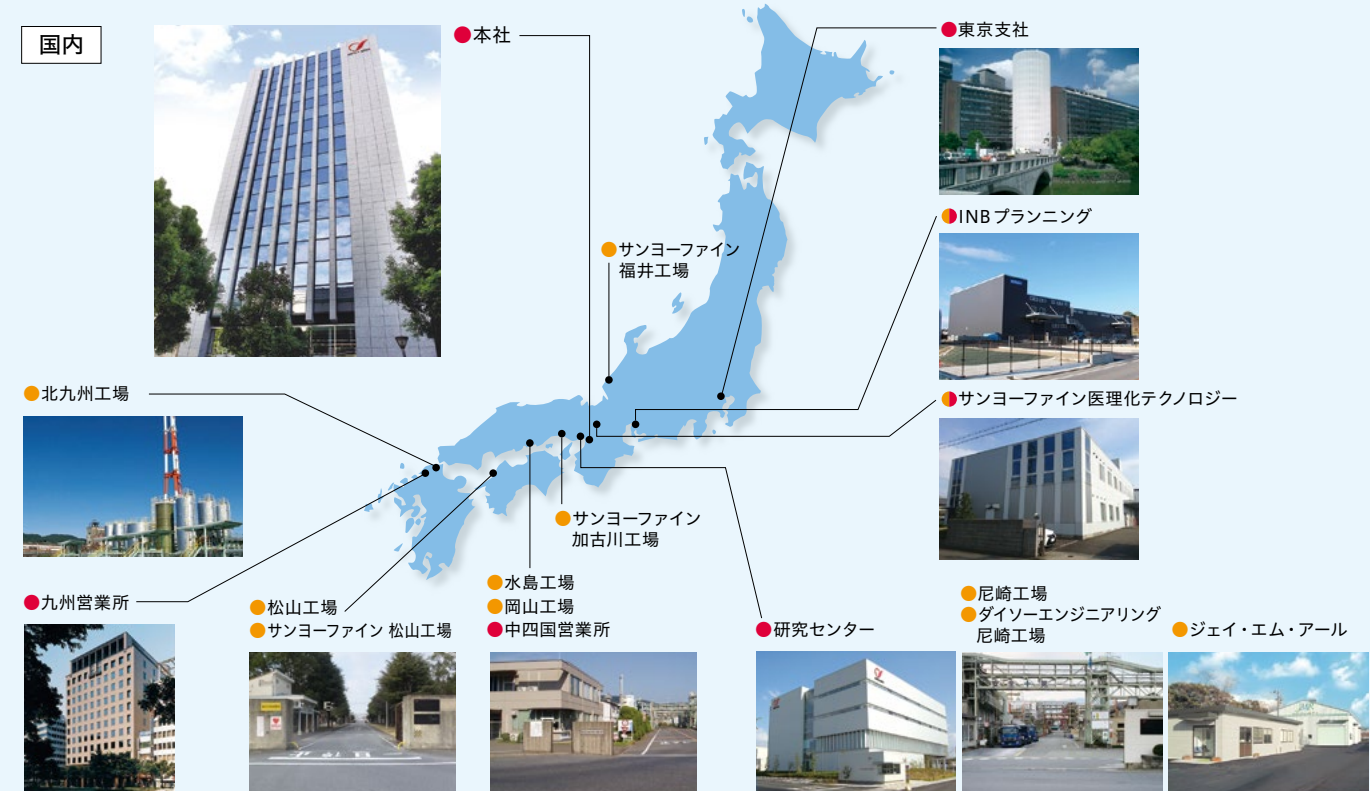 国内
●本社
●東京支社
●INBプランニング
●サンヨーファイン
福井工場
●北九州工場
●サンヨーファイン医理化テクノロジー
●サンヨーファイン
加古川工場
●九州営業所
●松山工場
●サンヨーファイン 松山工場
●水島工場
●岡山工場
●中四国営業所
●研究センター
●尼崎工場
●ダイソーエンジニアリング
尼崎工場
●ジェイ・エム・アール